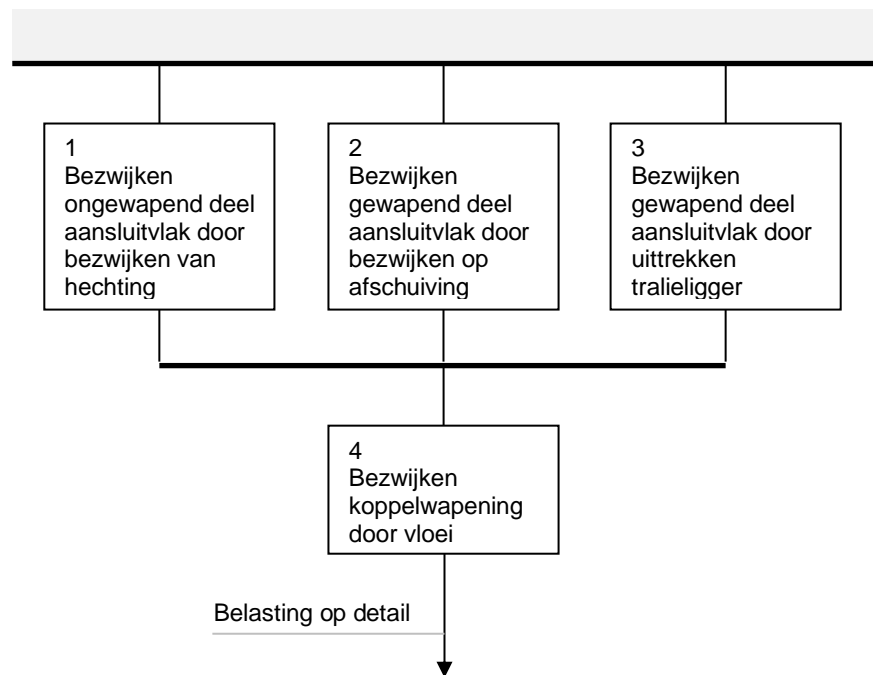 1
Bezwijken
ongewapend deel
aansluitvlak door
bezwijken van
hechting
2
Bezwijken
gewapend deel
aansluitvlak door
bezwijken op
afschuiving
3
Bezwijken
gewapend deel
aansluitvlak door
uittrekken
tralieligger
4
Bezwijken
koppelwapening
door vloei
Belasting op detail